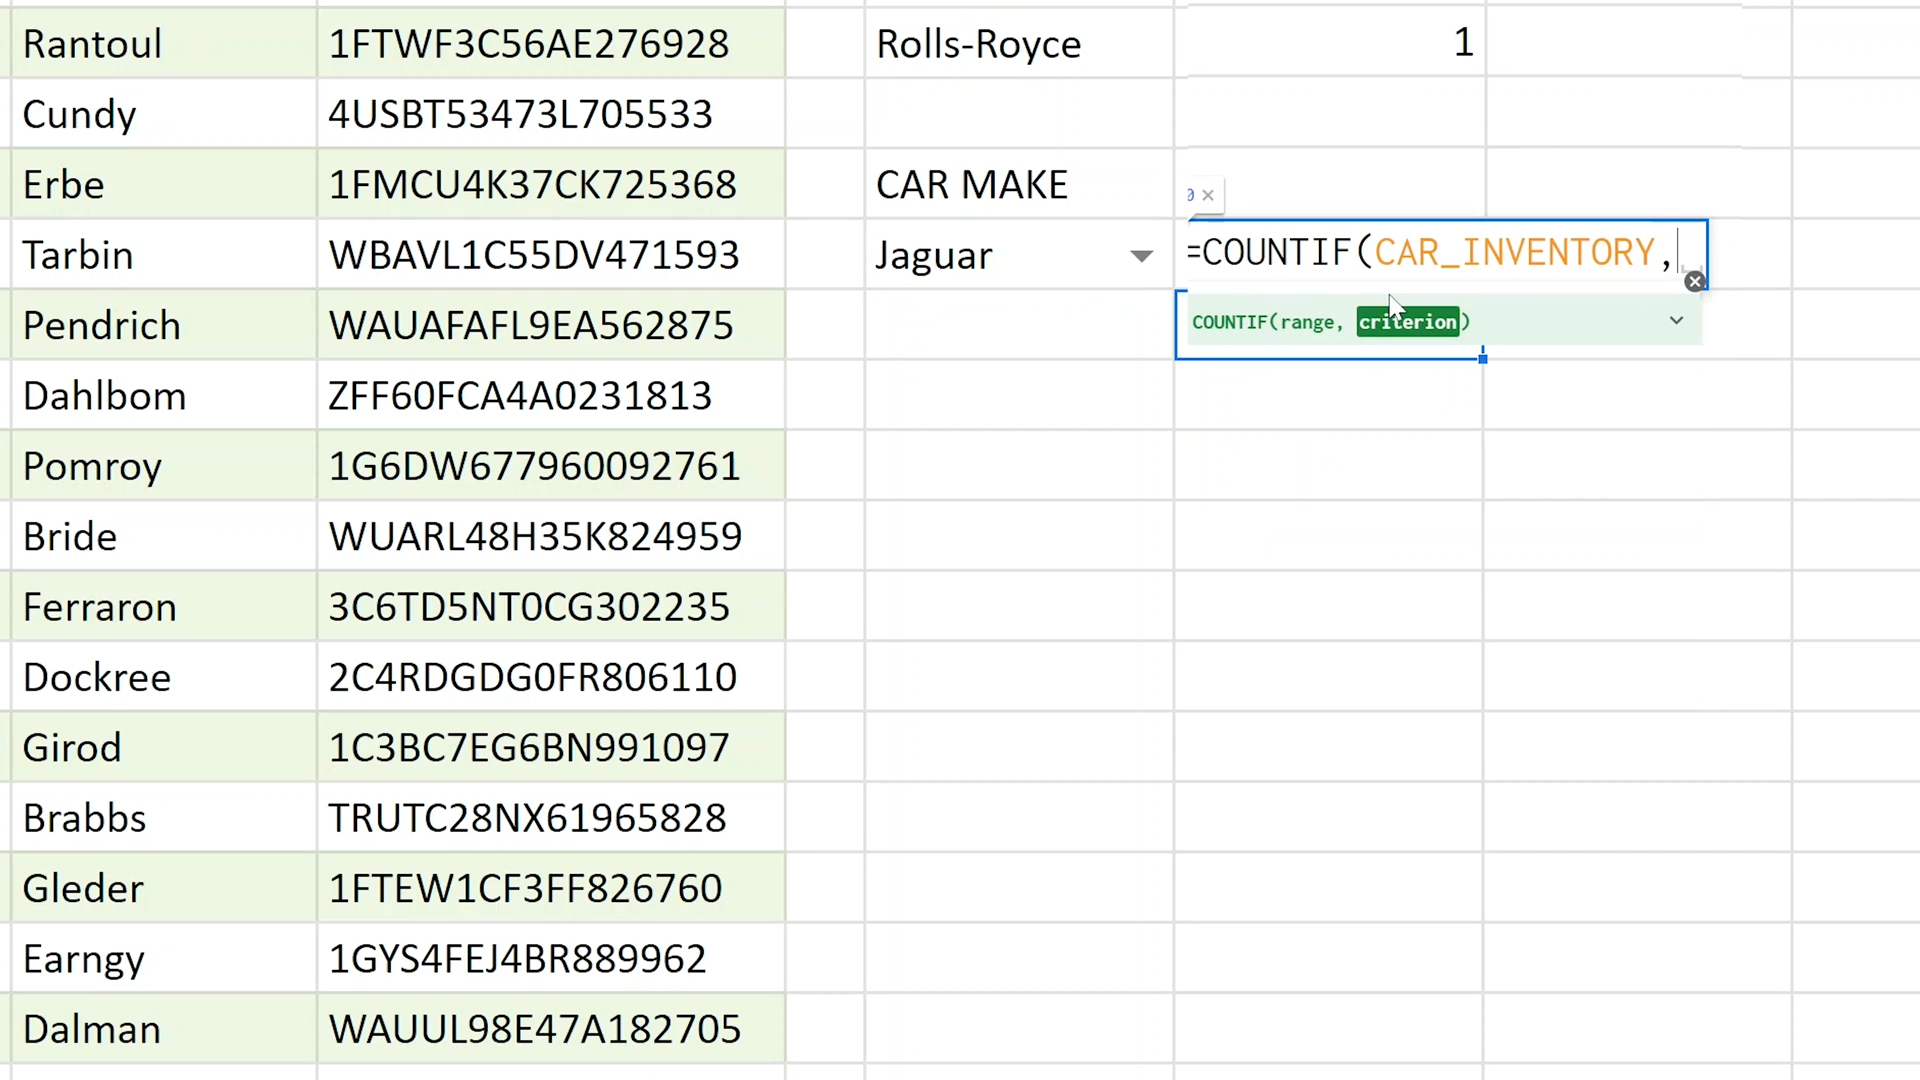 Rantoul 1FTWF3C56AE276928 Rolls-Royce 1
Cundy 4USBT53473L705533
Erbe 1FMCU4K37CK725368 CAR MAKE 0 ×
Tarbin WBAVL1C55DV471593 Jaguar =COUNTIF(CAR_INVENTORY,
Pendrich WAUAFAFL9EA562875 COUNTIF(range, criterion)
Dahlbom ZFF60FCA4A0231813
Pomroy 1G6DW677960092761
Bride WUARL48H35K824959
Ferraron 3C6TD5NT0CG302235
Dockree 2C4RDGDG0FR806110
Girod 1C3BC7EG6BN991097
Brabbs TRUTC28NX61965828
Gleder 1FTEW1CF3FF826760
Earngy 1GYS4FEJ4BR889962
Dalman WAUUL98E47A182705